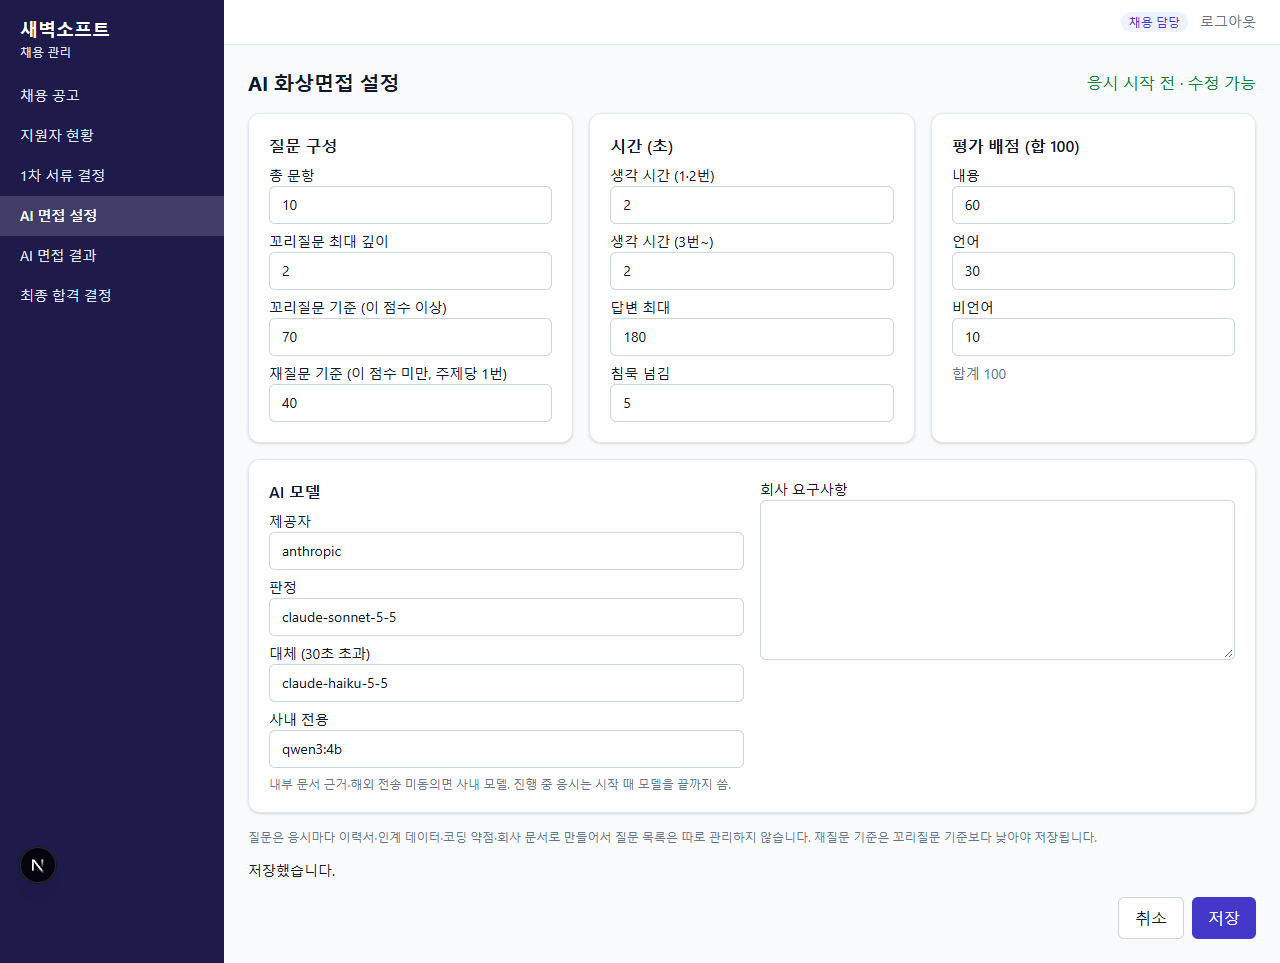 새벽소프트
채용 관리
채용 공고
지원자 현황
1차 서류 결정
AI 면접 설정
AI 면접 결과
최종 합격 결정
N
채용 담당
로그아웃
AI 화상면접 설정
응시 시작 전 · 수정 가능
질문 구성
총 문항
10
꼬리질문 최대 깊이
2
꼬리질문 기준 (이 점수 이상)
70
재질문 기준 (이 점수 미만, 주제당 1번)
40
시간 (초)
생각 시간 (1·2번)
2
생각 시간 (3번~)
2
답변 최대
180
침묵 넘김
5
평가 배점 (합 100)
내용
60
언어
30
비언어
10
합계 100
AI 모델
제공자
anthropic
판정
claude-sonnet-5-5
대체 (30초 초과)
claude-haiku-5-5
사내 전용
qwen3:4b
내부 문서 근거·해외 전송 미동의면 사내 모델. 진행 중 응시는 시작 때 모델을 끝까지 씀.
회사 요구사항
질문은 응시마다 이력서·인계 데이터·코딩 약점·회사 문서로 만들어서 질문 목록은 따로 관리하지 않습니다. 재질문 기준은 꼬리질문 기준보다 낮아야 저장됩니다.
저장했습니다.
취소
저장